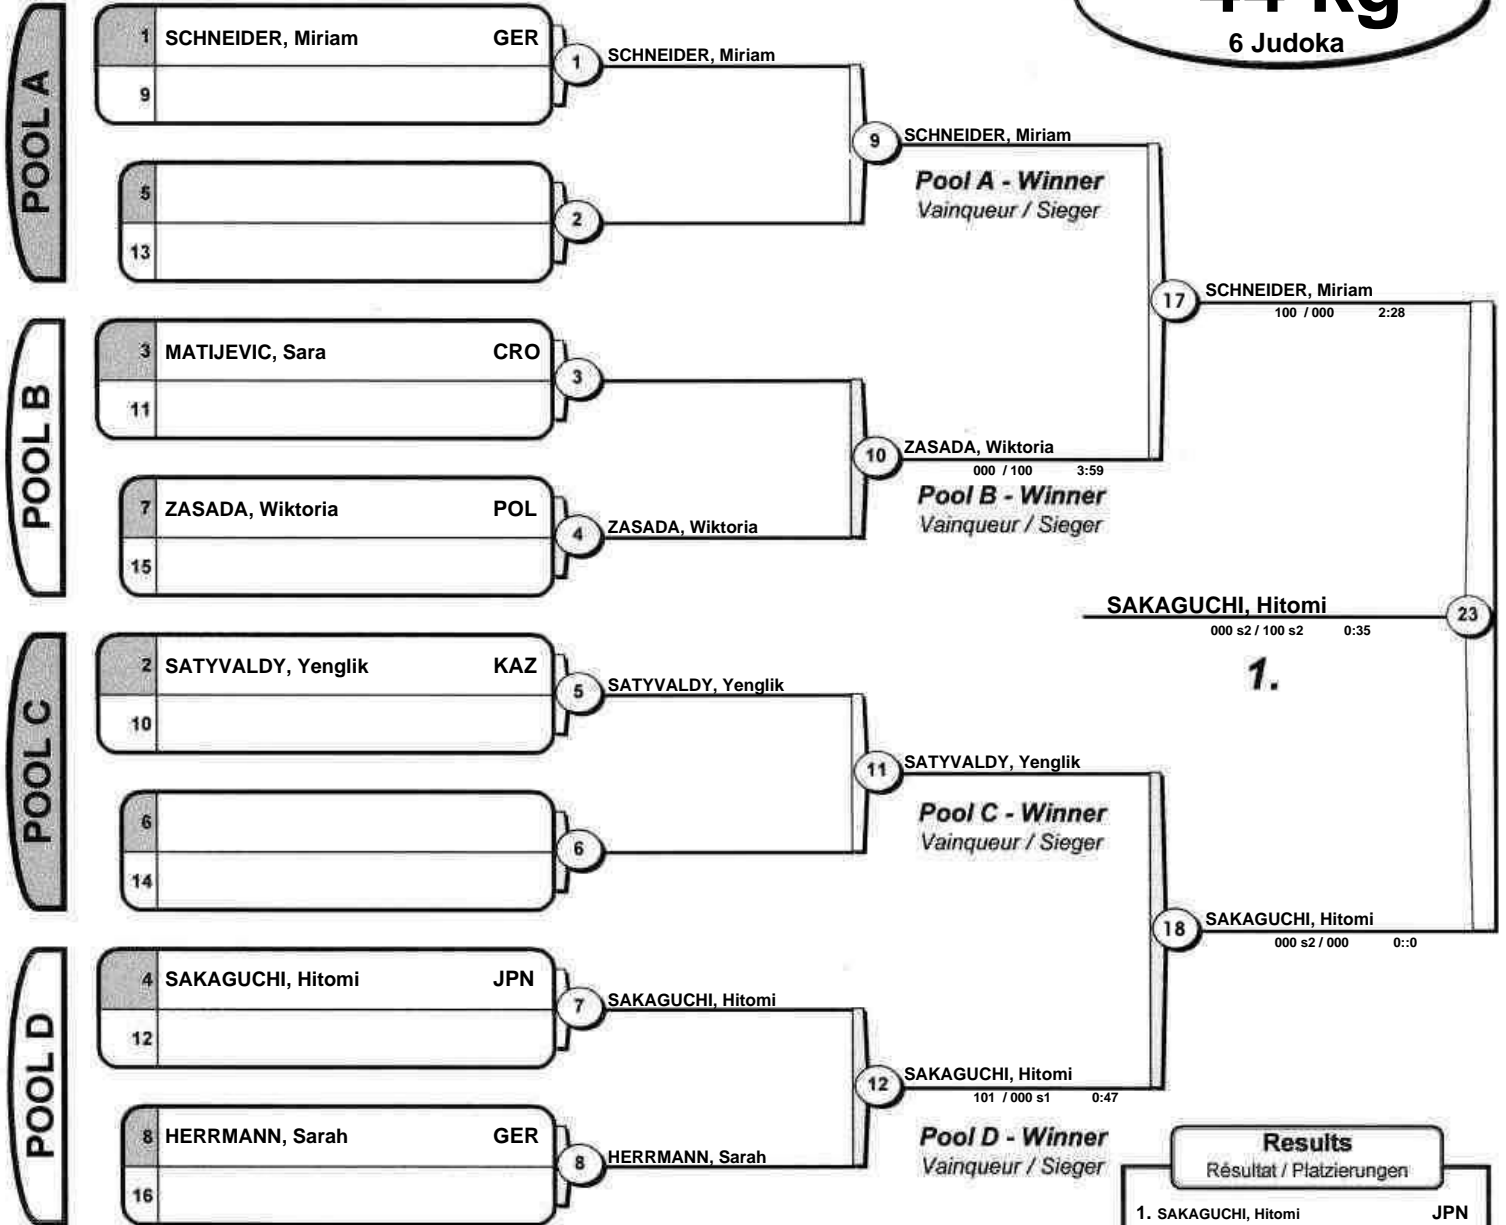 44 kg
6 Judoka
POOL A
1 SCHNEIDER, Miriam GER
9
5
13
1 SCHNEIDER, Miriam
2
9 SCHNEIDER, Miriam
Pool A - Winner
Vainqueur / Sieger
17 SCHNEIDER, Miriam
100 / 000 2:28
POOL B
3 MATIJEVIC, Sara CRO
11
7 ZASADA, Wiktoria POL
15
3
4 ZASADA, Wiktoria
10 ZASADA, Wiktoria
000 / 100 3:59
Pool B - Winner
Vainqueur / Sieger
SAKAGUCHI, Hitomi 23
000 s2 / 100 s2 0:35
1.
POOL C
2 SATYVALDY, Yenglik KAZ
10
6
14
5 SATYVALDY, Yenglik
6
11 SATYVALDY, Yenglik
Pool C - Winner
Vainqueur / Sieger
18 SAKAGUCHI, Hitomi
000 s2 / 000 0::0
POOL D
4 SAKAGUCHI, Hitomi JPN
12
8 HERRMANN, Sarah GER
16
7 SAKAGUCHI, Hitomi
8 HERRMANN, Sarah
12 SAKAGUCHI, Hitomi
101 / 000 s1 0:47
Pool D - Winner
Vainqueur / Sieger
Results
Résultat / Platzierungen
1. SAKAGUCHI, Hitomi JPN